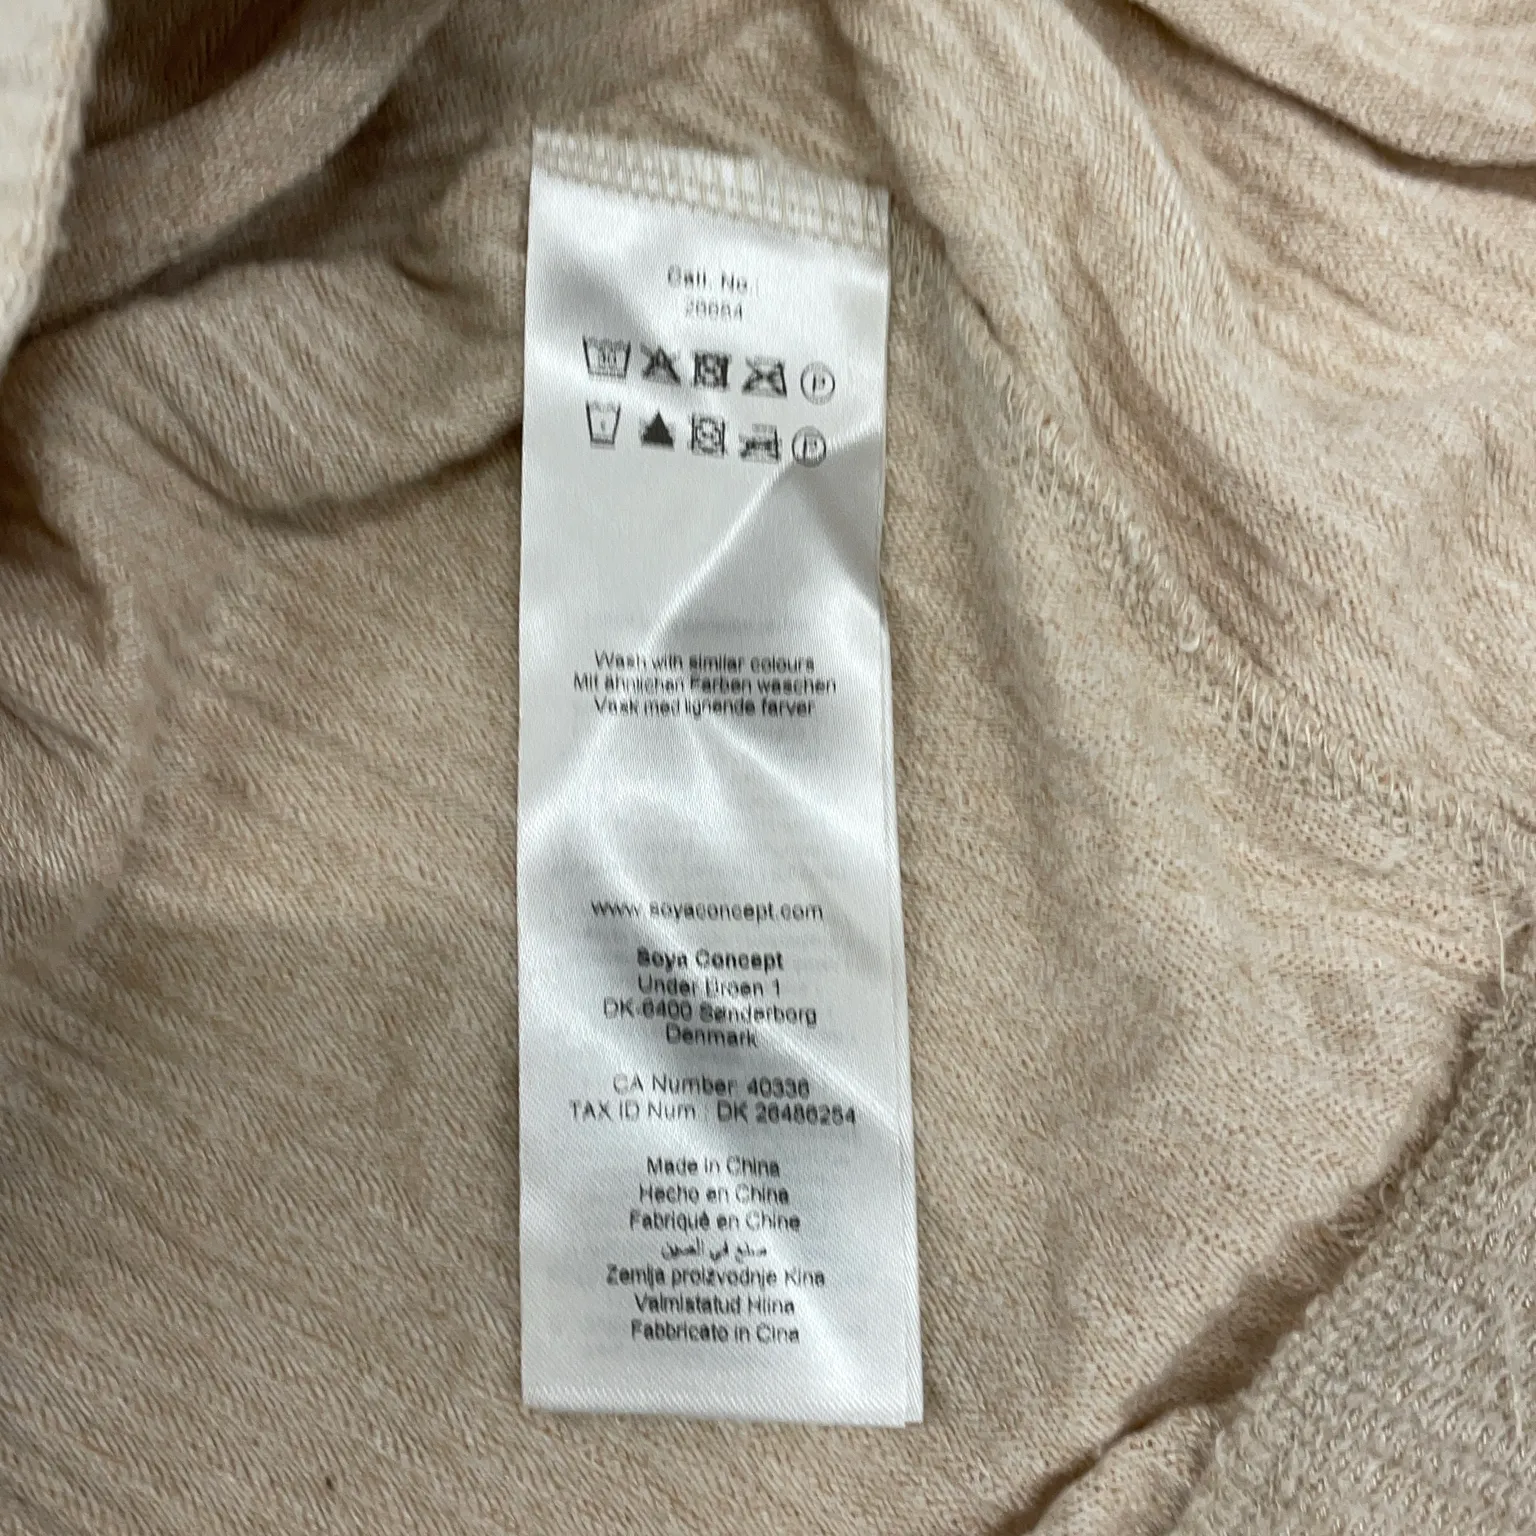 Call. No.:
30
P
P
Wash with similar colours
Mit ähnlichen Farben waschen
Vask med lignende farver
www.soyaconcept.com
Soya Concept
Under Broen 1
DK-6400 Sønderborg
Denmark
CA Number: 40336
TAX ID Num.: DK 26486254
Made in China
Hecho en China
Fabriqué en Chine
صنع في الصين
Zemlja proizvodnje Kina
Valmistatud Hiina
Fabbricato in Cina